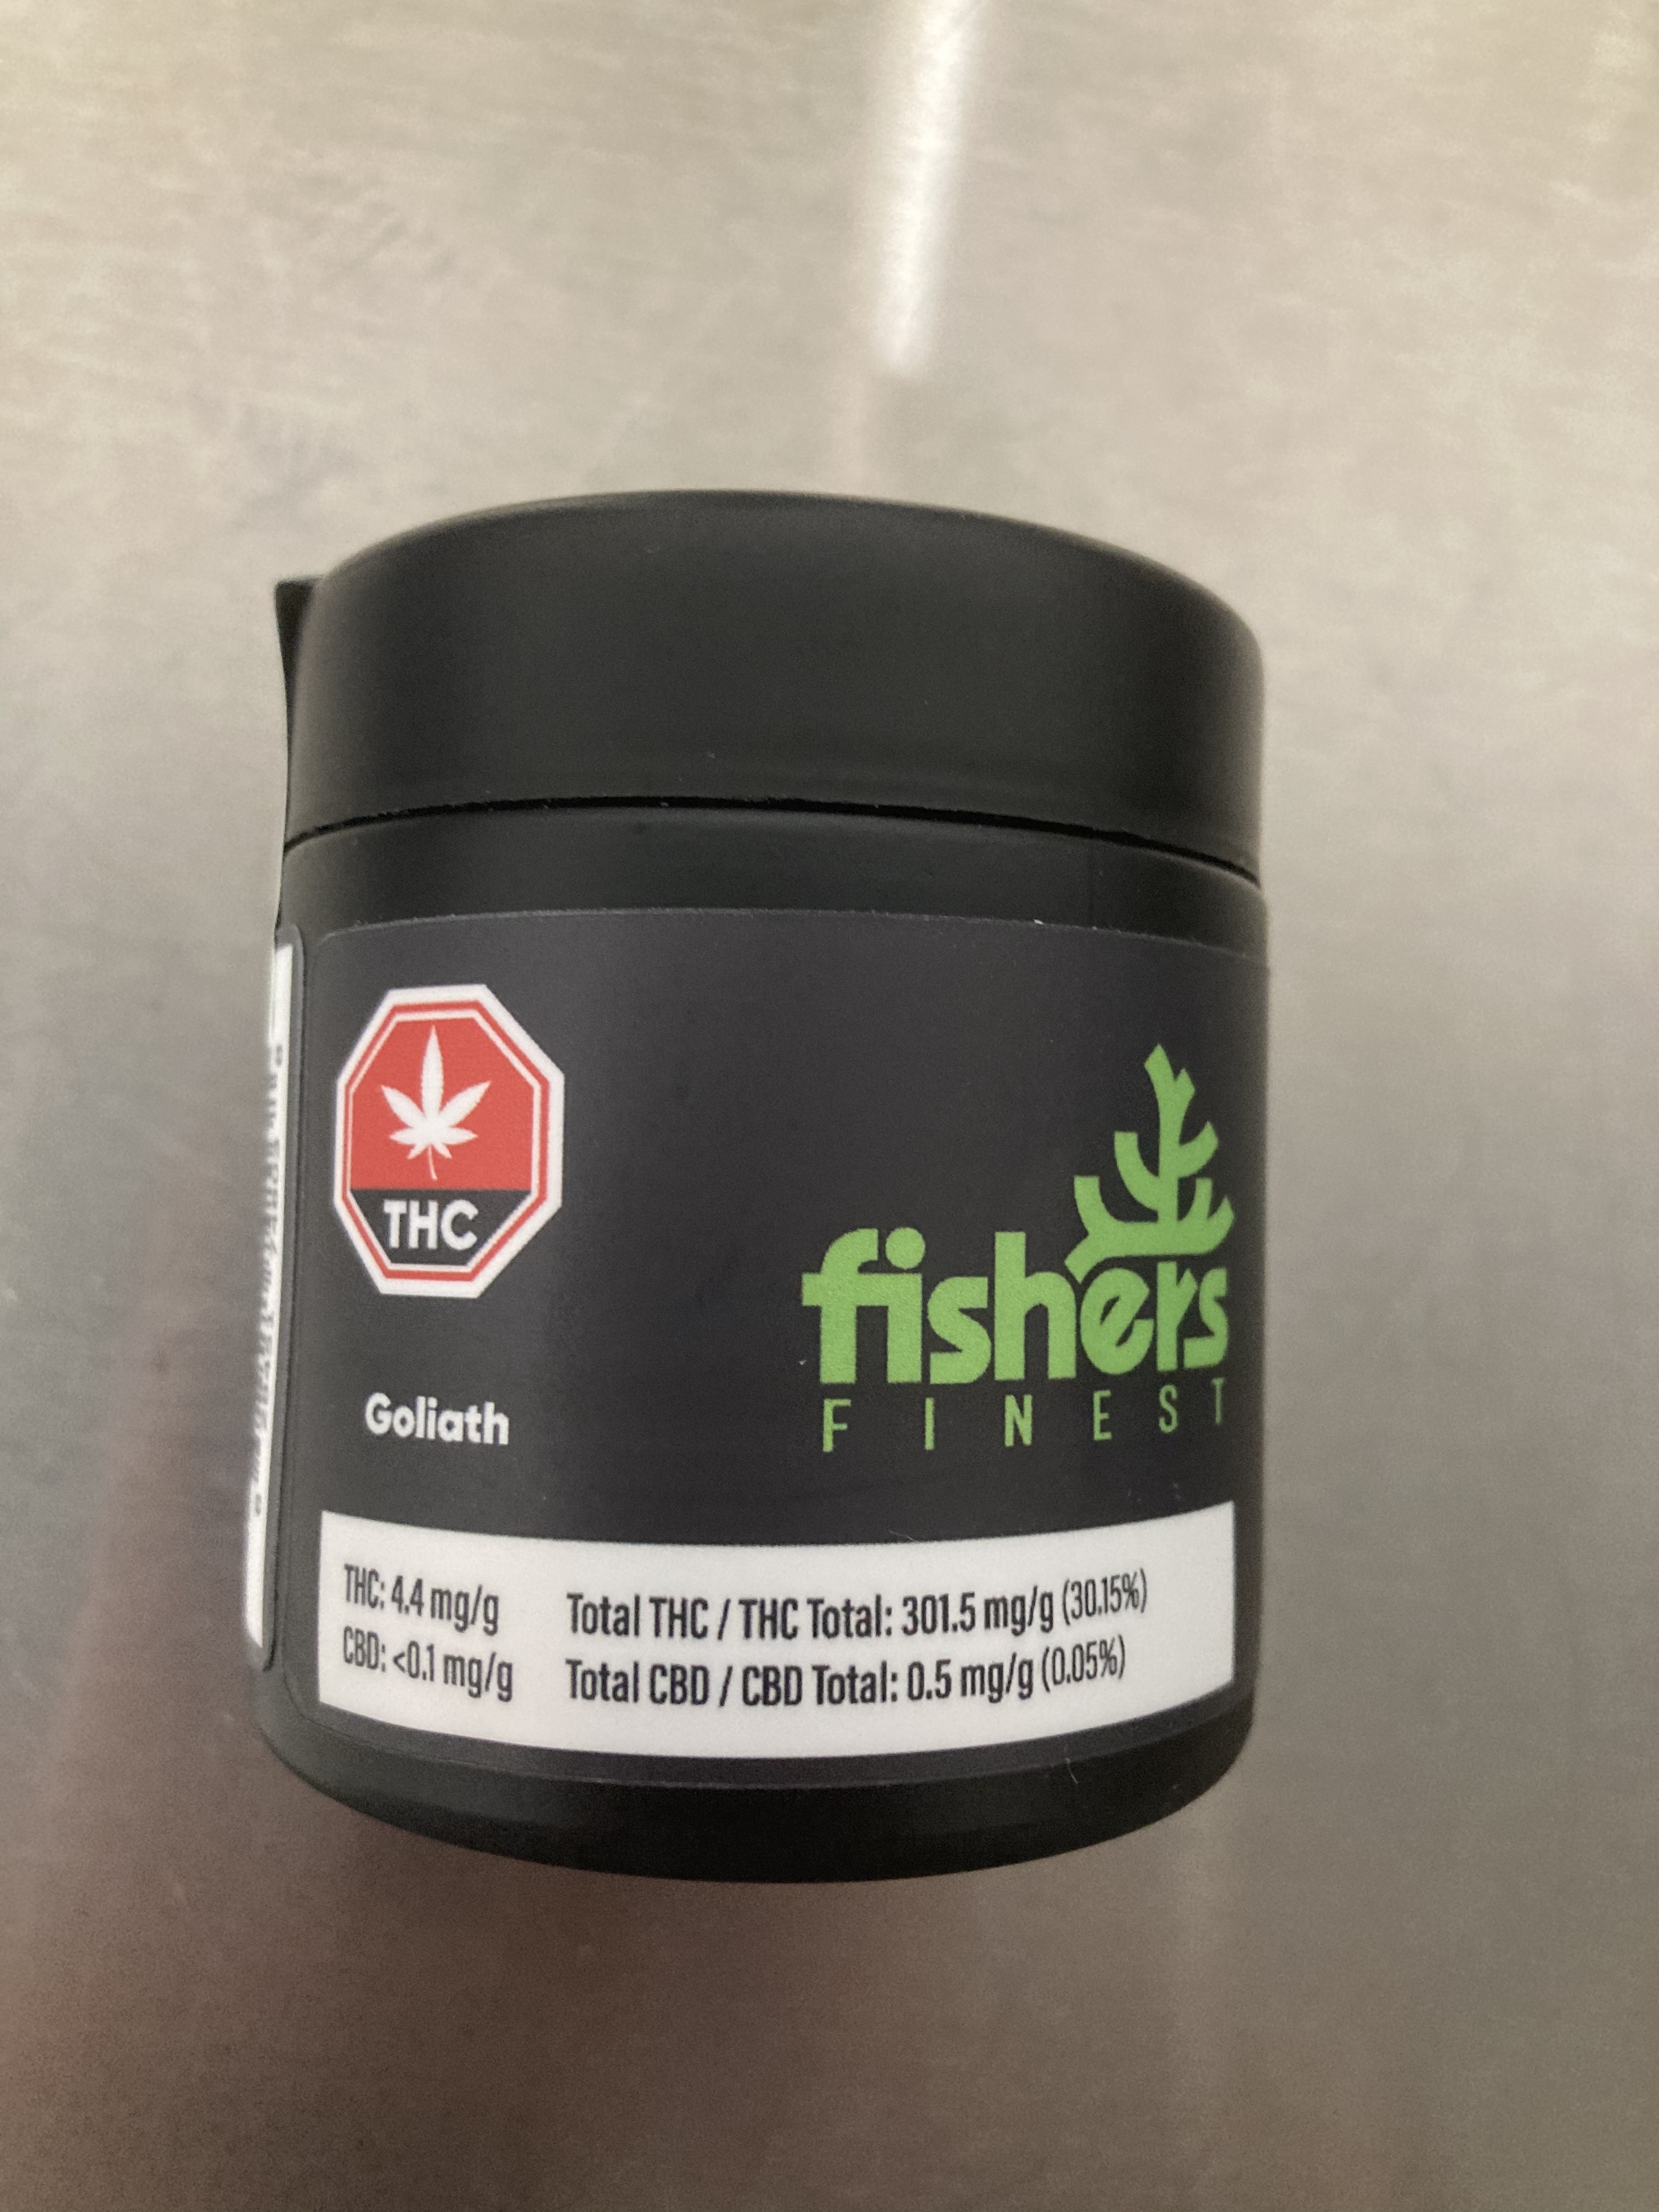 THC
fishers
FINEST
Goliath
THC: 4.4 mg/g
CBD: <0.1 mg/g
Total THC / THC Total: 301.5 mg/g (30.15%)
Total CBD / CBD Total: 0.5 mg/g (0.05%)